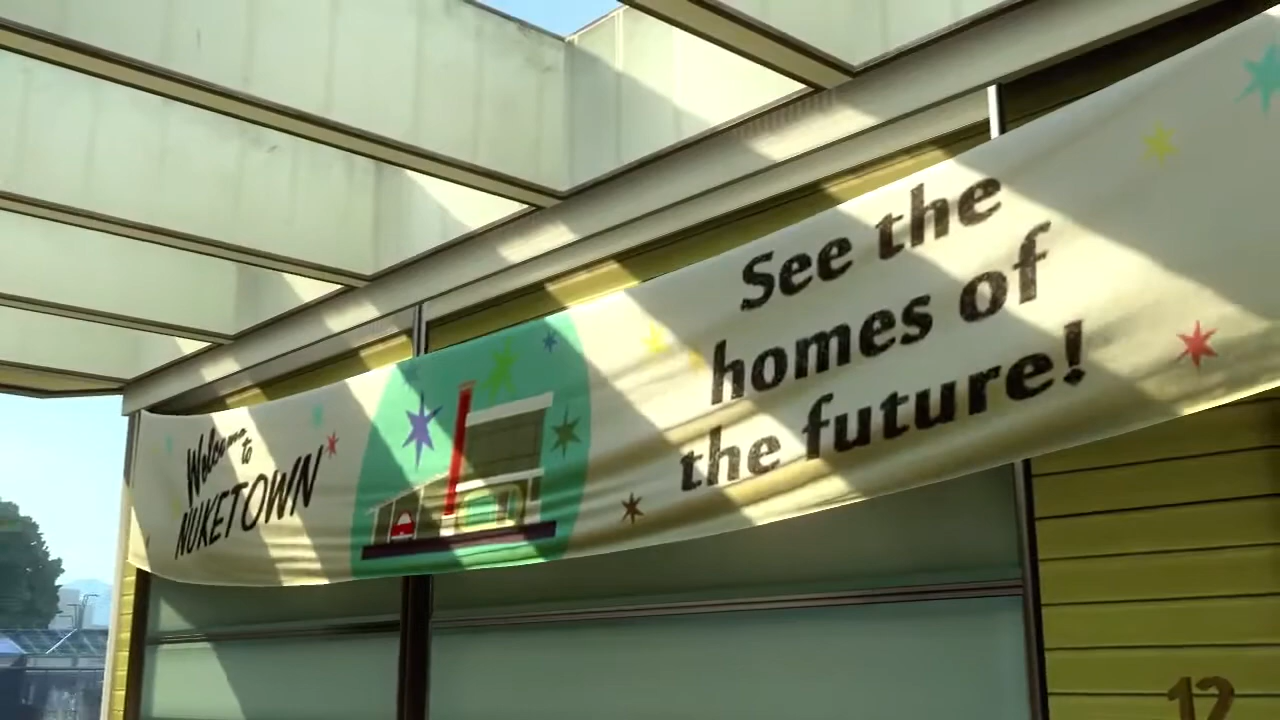 Welcome
to
NUKETOWN
See the
homes of
the future!
12